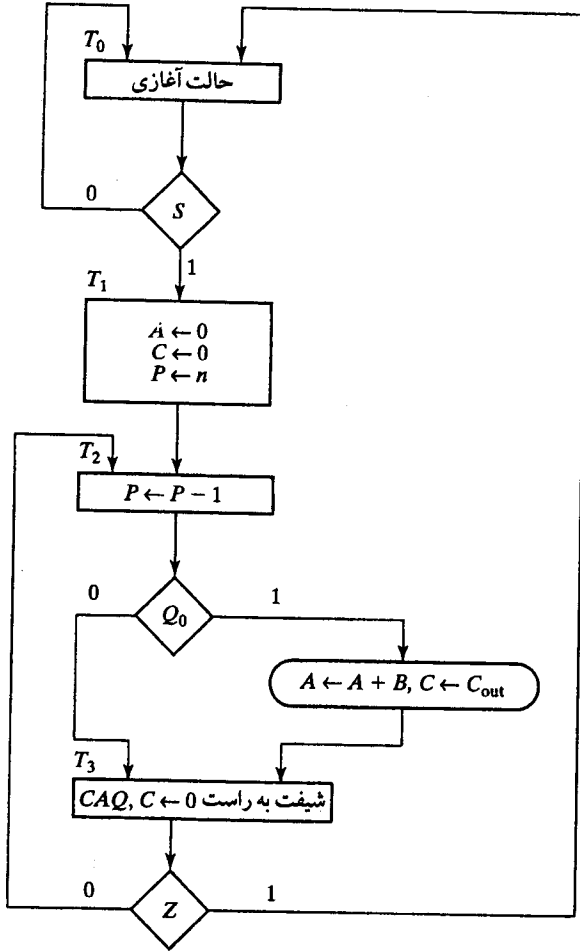 T₀
حالت آغازی
0
S
1
T₁
A ← 0
C ← 0
P ← n
T₂
P ← P − 1
0
Q₀
1
A ← A + B, C ← C_out
T₃
شیفت به راست CAQ, C ← 0
0
Z
1